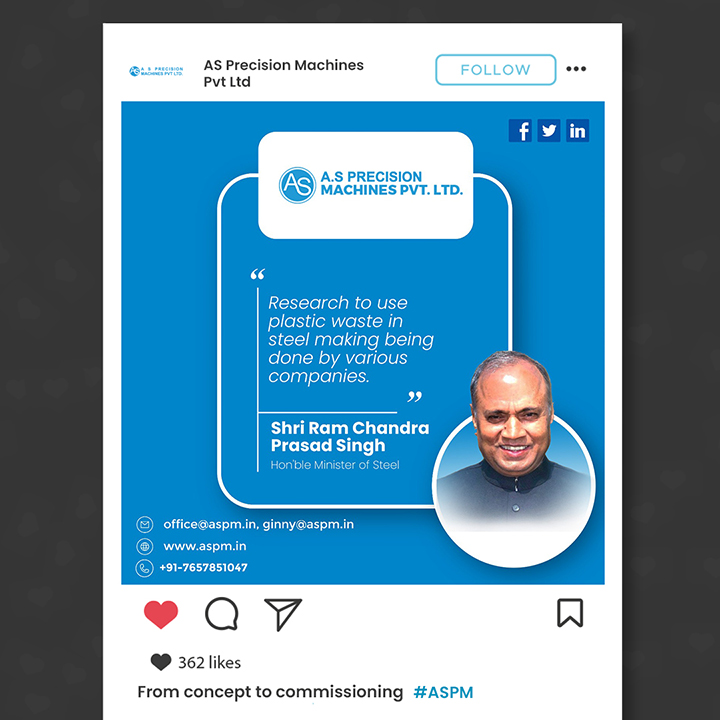 A S PRECISION
MACHINES PVT. LTD.
AS Precision Machines
Pvt Ltd
FOLLOW
AS
A.S PRECISION
MACHINES PVT. LTD.
“
Research to use
plastic waste in
steel making being
done by various
companies.
”
Shri Ram Chandra
Prasad Singh
Hon'ble Minister of Steel
office@aspm.in, ginny@aspm.in
www.aspm.in
+91-7657851047
362 likes
From concept to commissioning #ASPM